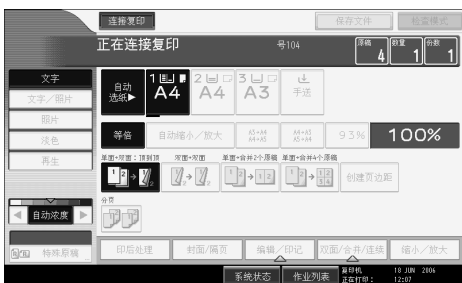 连接复印
保存文件 检查模式
正在连接复印 号104
原稿 数量 份数
4 1 1
文字
文字／照片
照片
淡色
再生
自动浓度
特殊原稿
自动
选纸▶
1
A4
2
A4
3
A3
手送
等倍 自动缩小／放大 93% 100%
单面→双面：顶到顶 双面→双面 单面→合并2个原稿 单面→合并4个原稿
创建页边距
分页
印后处理 封面/隔页 编辑／印记 双面/合并/连续 缩小／放大
系统状态 作业列表 复印机 18 JUN 2006
正在打印： 12:07